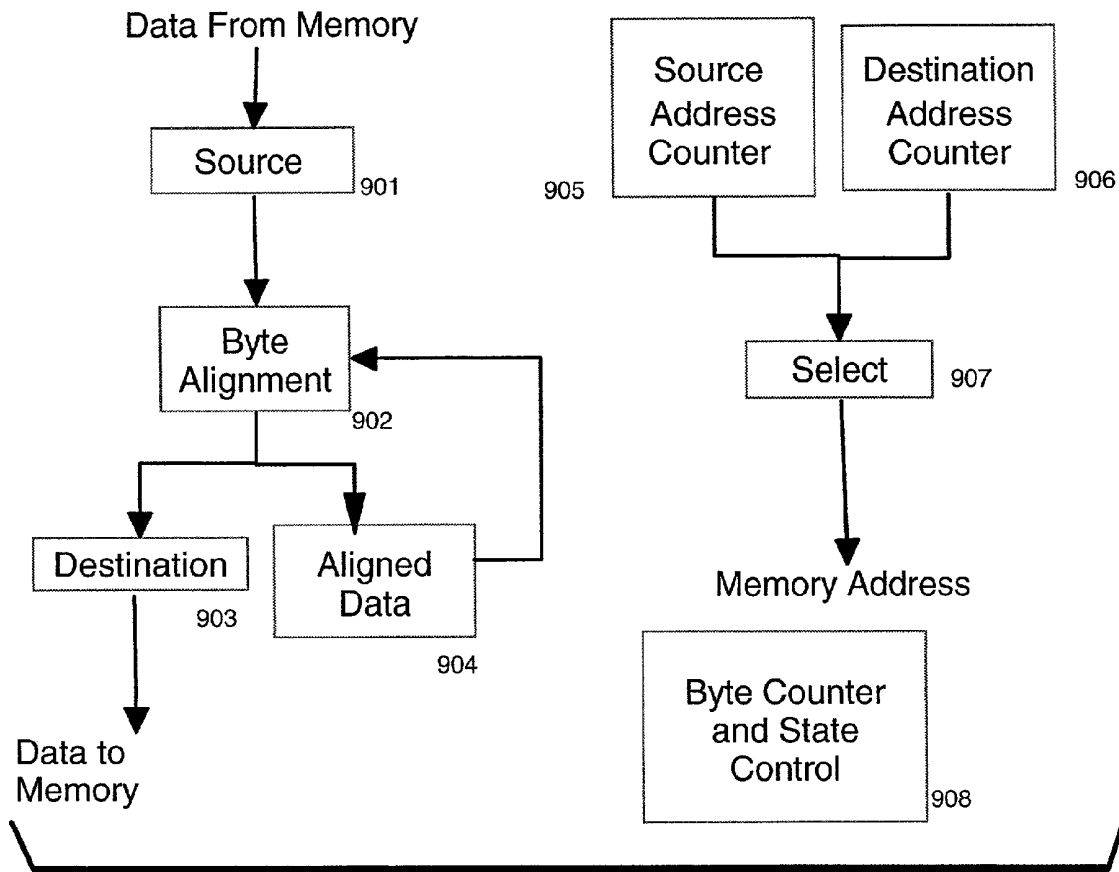 Data From Memory
Source
901
Byte
Alignment
902
Destination
903
Aligned
Data
904
Data to
Memory
Source
Address
Counter
905
Destination
Address
Counter
906
Select
907
Memory Address
Byte Counter
and State
Control
908